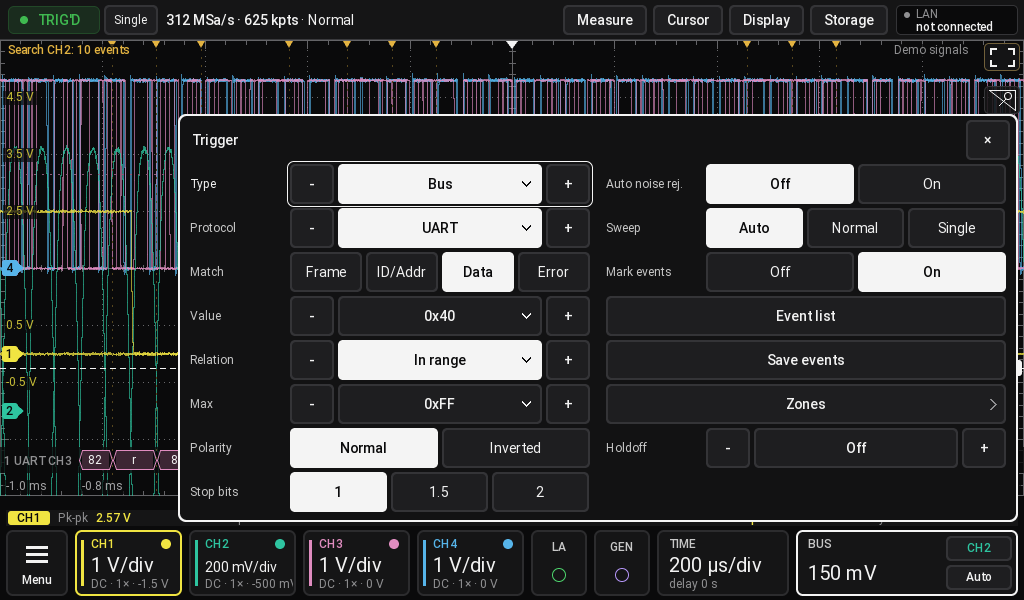 TRIG'D
Single
312 MSa/s · 625 kpts · Normal
Measure
Cursor
Display
Storage
LAN
not connected
Search CH2: 10 events
Demo signals
4.5 V
3.5 V
2.5 V
4
0.5 V
1
-0.5 V
2
1 UART CH3
82
r
8
-1.0 ms
-0.8 ms
Trigger
×
Type
-
Bus
+
Auto noise rej.
Off
On
Protocol
-
UART
+
Sweep
Auto
Normal
Single
Match
Frame
ID/Addr
Data
Error
Mark events
Off
On
Value
-
0x40
+
Event list
Relation
-
In range
+
Save events
Max
-
0xFF
+
Zones
Polarity
Normal
Inverted
Holdoff
-
Off
+
Stop bits
1
1.5
2
CH1
Pk-pk
2.57 V
Menu
CH1
1 V/div
DC · 1× · -1.5 V
CH2
200 mV/div
DC · 1× · -500 mV
CH3
1 V/div
DC · 1× · 0 V
CH4
1 V/div
DC · 1× · 0 V
LA
GEN
TIME
200 µs/div
delay 0 s
BUS
150 mV
CH2
Auto